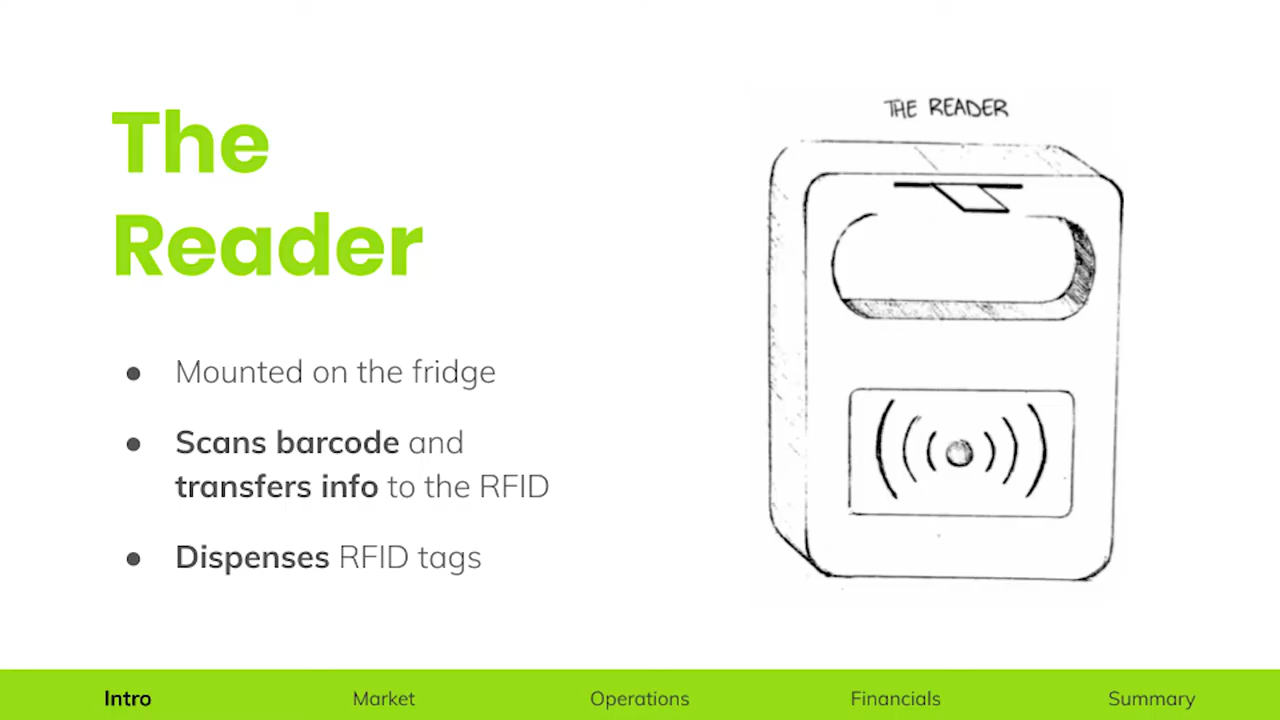 The
Reader
● Mounted on the fridge
● Scans barcode and
transfers info to the RFID
● Dispenses RFID tags
THE READER
Intro Market Operations Financials Summary